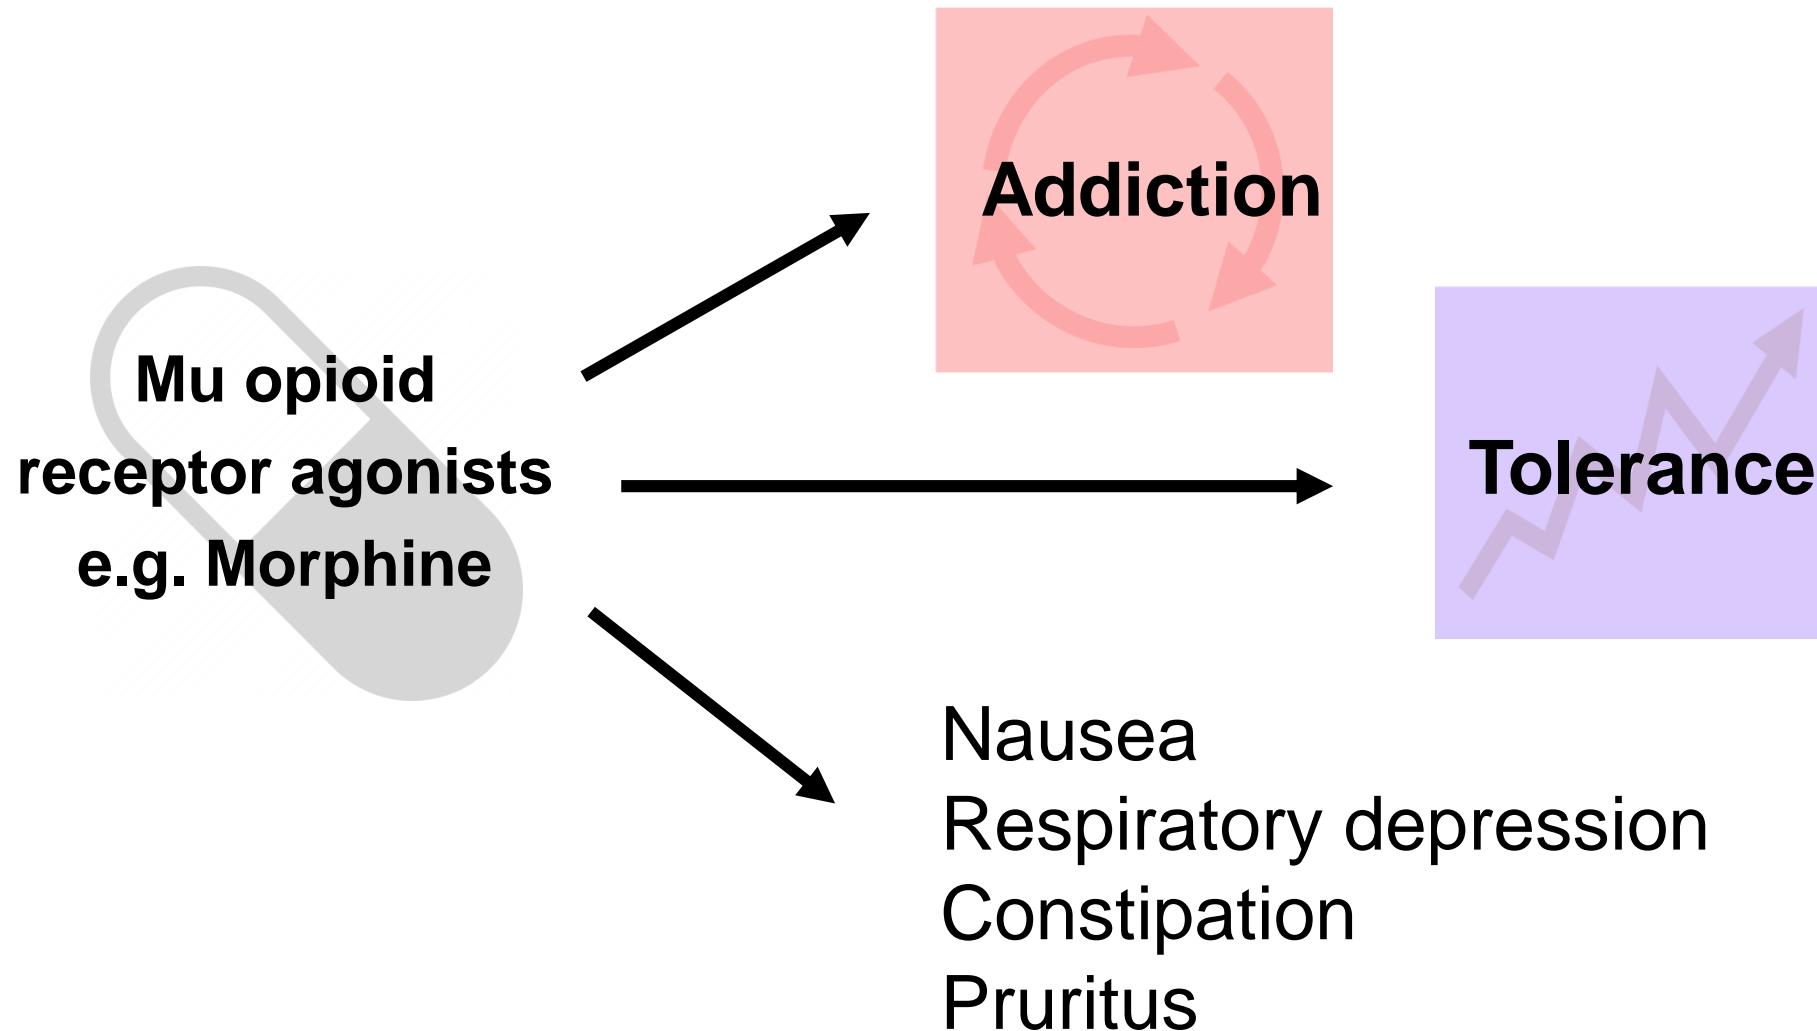 Mu opioid
receptor agonists
e.g. Morphine
Addiction
Tolerance
Nausea
Respiratory depression
Constipation
Pruritus